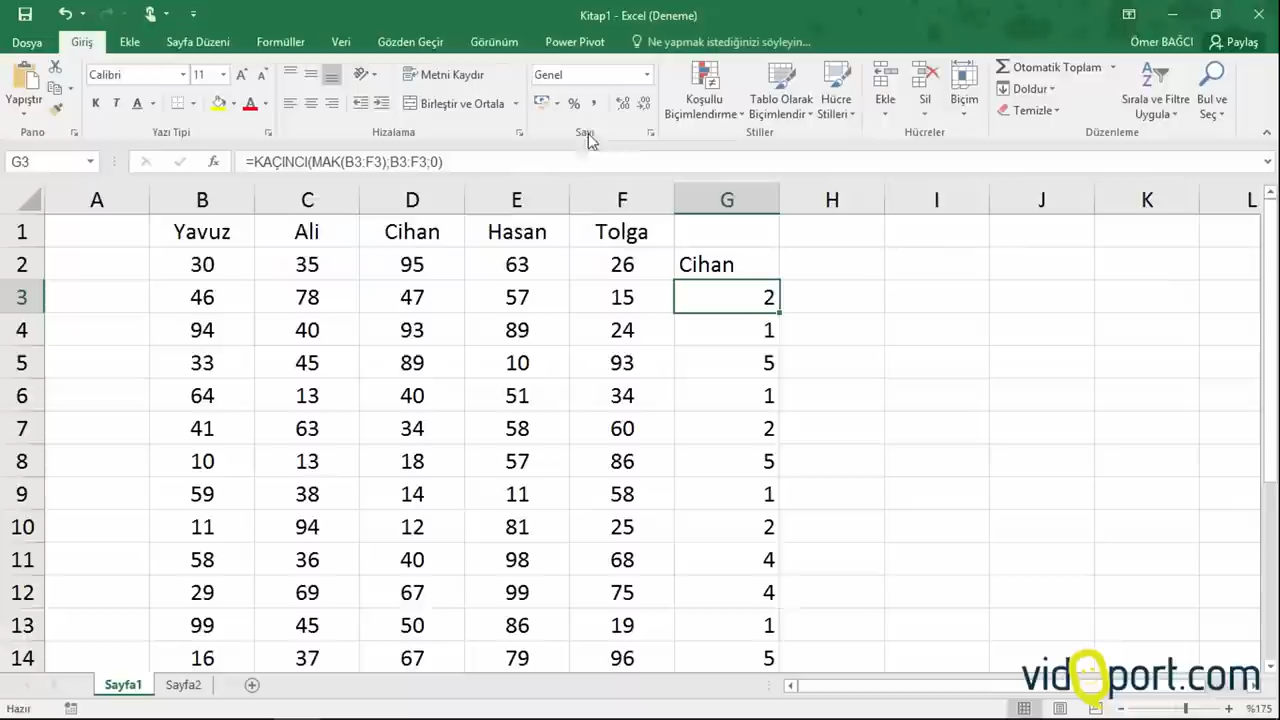 Kitap1 - Excel (Deneme)
Dosya Giriş Ekle Sayfa Düzeni Formüller Veri Gözden Geçir Görünüm Power Pivot Ne yapmak istediğinizi söyleyin... Ömer BAĞCI Paylaş
Yapıştır
Calibri 11
K T A
Metni Kaydır
Birleştir ve Ortala
Genel
%
Koşullu Biçimlendirme
Tablo Olarak Biçimlendir
Hücre Stilleri
Ekle Sil Biçim
Otomatik Toplam
Doldur
Temizle
Sırala ve Filtre Uygula
Bul ve Seç
Pano Yazı Tipi Hizalama Sayı Stiller Hücreler Düzenleme
G3 fx =KAÇINCI(MAK(B3:F3);B3:F3;0)
A B C D E F G H I J K L
1 Yavuz Ali Cihan Hasan Tolga
2 30 35 95 63 26 Cihan
3 46 78 47 57 15 2
4 94 40 93 89 24 1
5 33 45 89 10 93 5
6 64 13 40 51 34 1
7 41 63 34 58 60 2
8 10 13 18 57 86 5
9 59 38 14 11 58 1
10 11 94 12 81 25 2
11 58 36 40 98 68 4
12 29 69 67 99 75 4
13 99 45 50 86 19 1
14 16 37 67 79 96 5
Sayfa1 Sayfa2
vidoport.com
Hazır %175